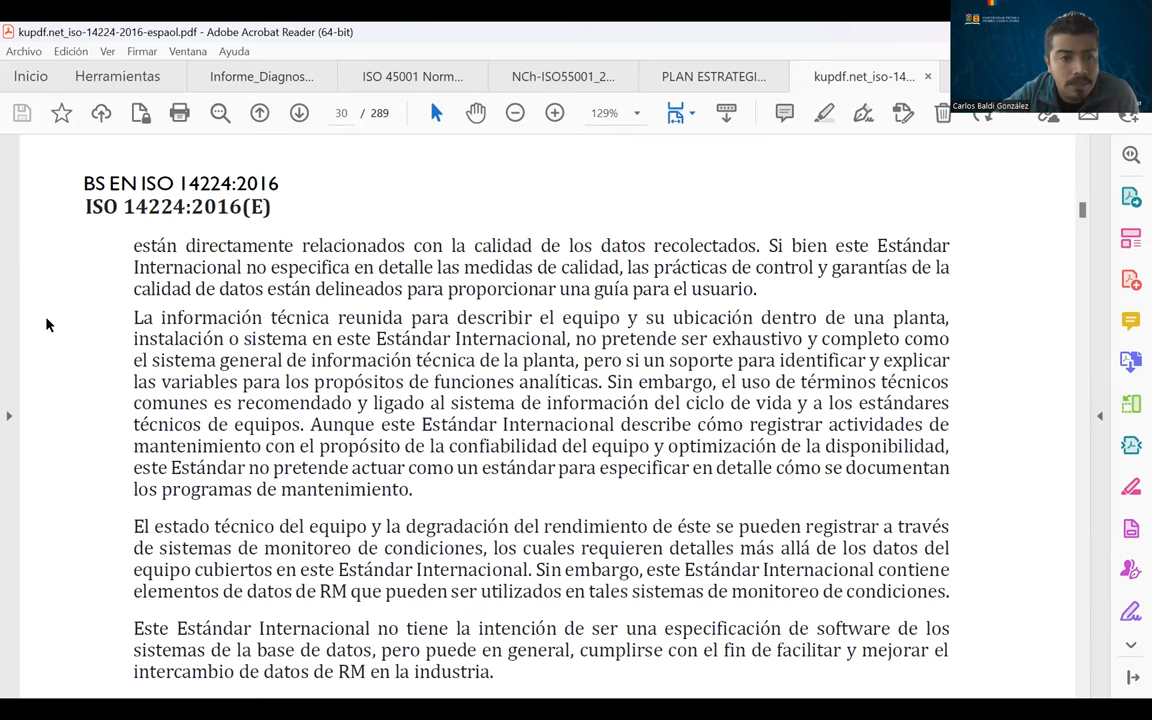 kupdf.net_iso-14224-2016-espaol.pdf - Adobe Acrobat Reader (64-bit)
Archivo Edición Ver Firmar Ventana Ayuda
Inicio Herramientas Informe_Diagnos... ISO 45001 Norm... NCh-ISO55001_2... PLAN ESTRATEGI... kupdf.net_iso-14... ×
30 / 289 129%
Carlos Baldi González
BS EN ISO 14224:2016
ISO 14224:2016(E)
están directamente relacionados con la calidad de los datos recolectados. Si bien este Estándar
Internacional no especifica en detalle las medidas de calidad, las prácticas de control y garantías de la
calidad de datos están delineados para proporcionar una guía para el usuario.
La información técnica reunida para describir el equipo y su ubicación dentro de una planta,
instalación o sistema en este Estándar Internacional, no pretende ser exhaustivo y completo como
el sistema general de información técnica de la planta, pero si un soporte para identificar y explicar
las variables para los propósitos de funciones analíticas. Sin embargo, el uso de términos técnicos
comunes es recomendado y ligado al sistema de información del ciclo de vida y a los estándares
técnicos de equipos. Aunque este Estándar Internacional describe cómo registrar actividades de
mantenimiento con el propósito de la confiabilidad del equipo y optimización de la disponibilidad,
este Estándar no pretende actuar como un estándar para especificar en detalle cómo se documentan
los programas de mantenimiento.
El estado técnico del equipo y la degradación del rendimiento de éste se pueden registrar a través
de sistemas de monitoreo de condiciones, los cuales requieren detalles más allá de los datos del
equipo cubiertos en este Estándar Internacional. Sin embargo, este Estándar Internacional contiene
elementos de datos de RM que pueden ser utilizados en tales sistemas de monitoreo de condiciones.
Este Estándar Internacional no tiene la intención de ser una especificación de software de los
sistemas de la base de datos, pero puede en general, cumplirse con el fin de facilitar y mejorar el
intercambio de datos de RM en la industria.